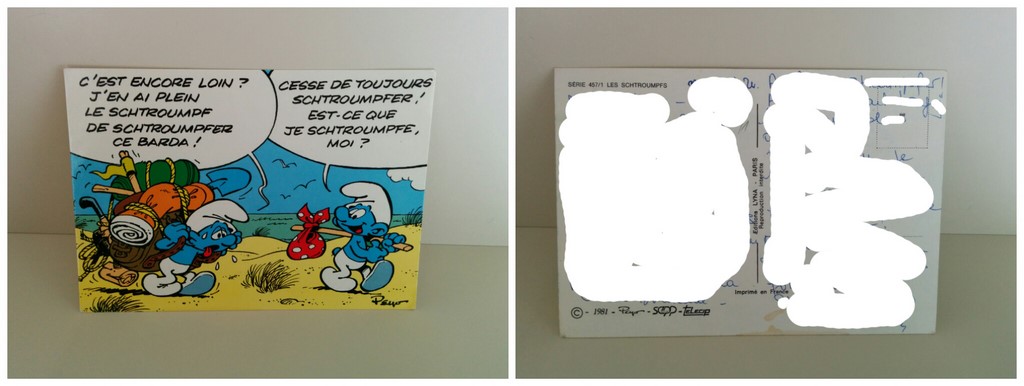 C'EST ENCORE LOIN ?
J'EN AI PLEIN
LE SCHTROUMPF
DE SCHTROUMPFER
CE BARDA !
CESSE DE TOUJOURS
SCHTROUMPFER !
EST-CE QUE
JE SCHTROUMPFE,
MOI ?
Peyo
SÉRIE 457/1 LES SCHTROUMPFS
Editions LYNA - PARIS
Reproduction interdite
Imprimé en France
© - 1981 - Peyo - SEPP - TELECIP